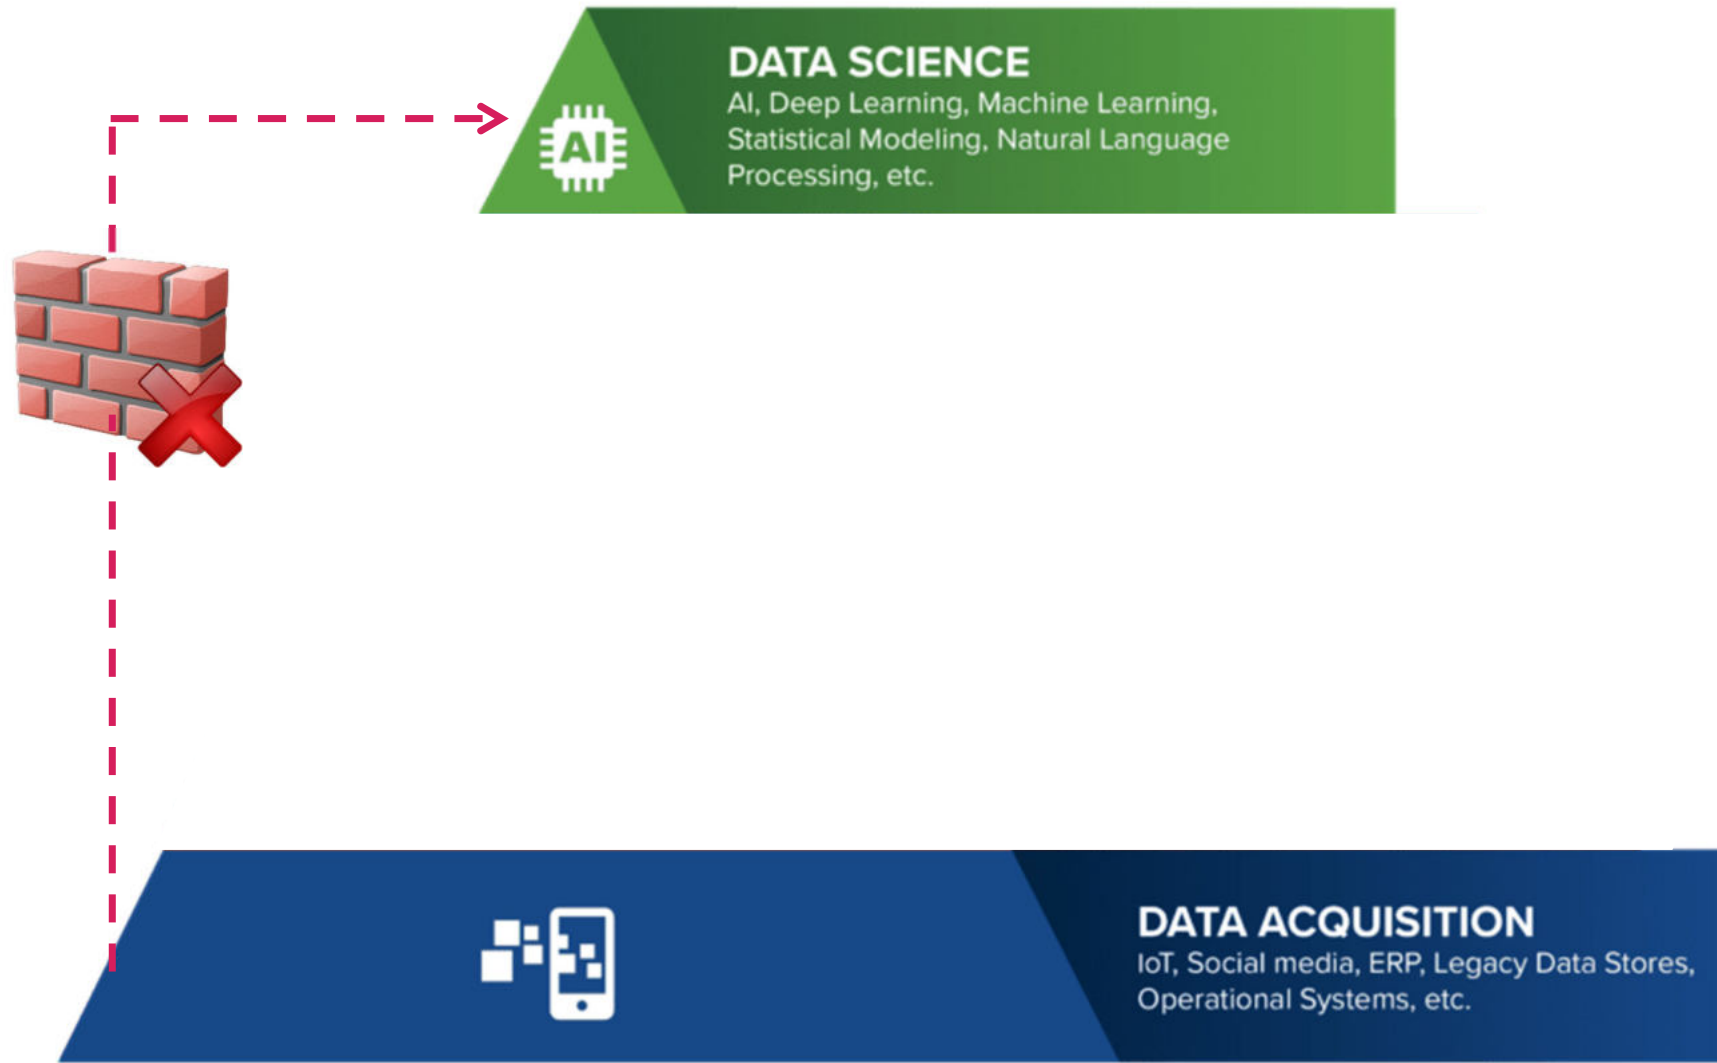 DATA SCIENCE
AI, Deep Learning, Machine Learning,
Statistical Modeling, Natural Language
Processing, etc.
AI
DATA ACQUISITION
IoT, Social media, ERP, Legacy Data Stores,
Operational Systems, etc.